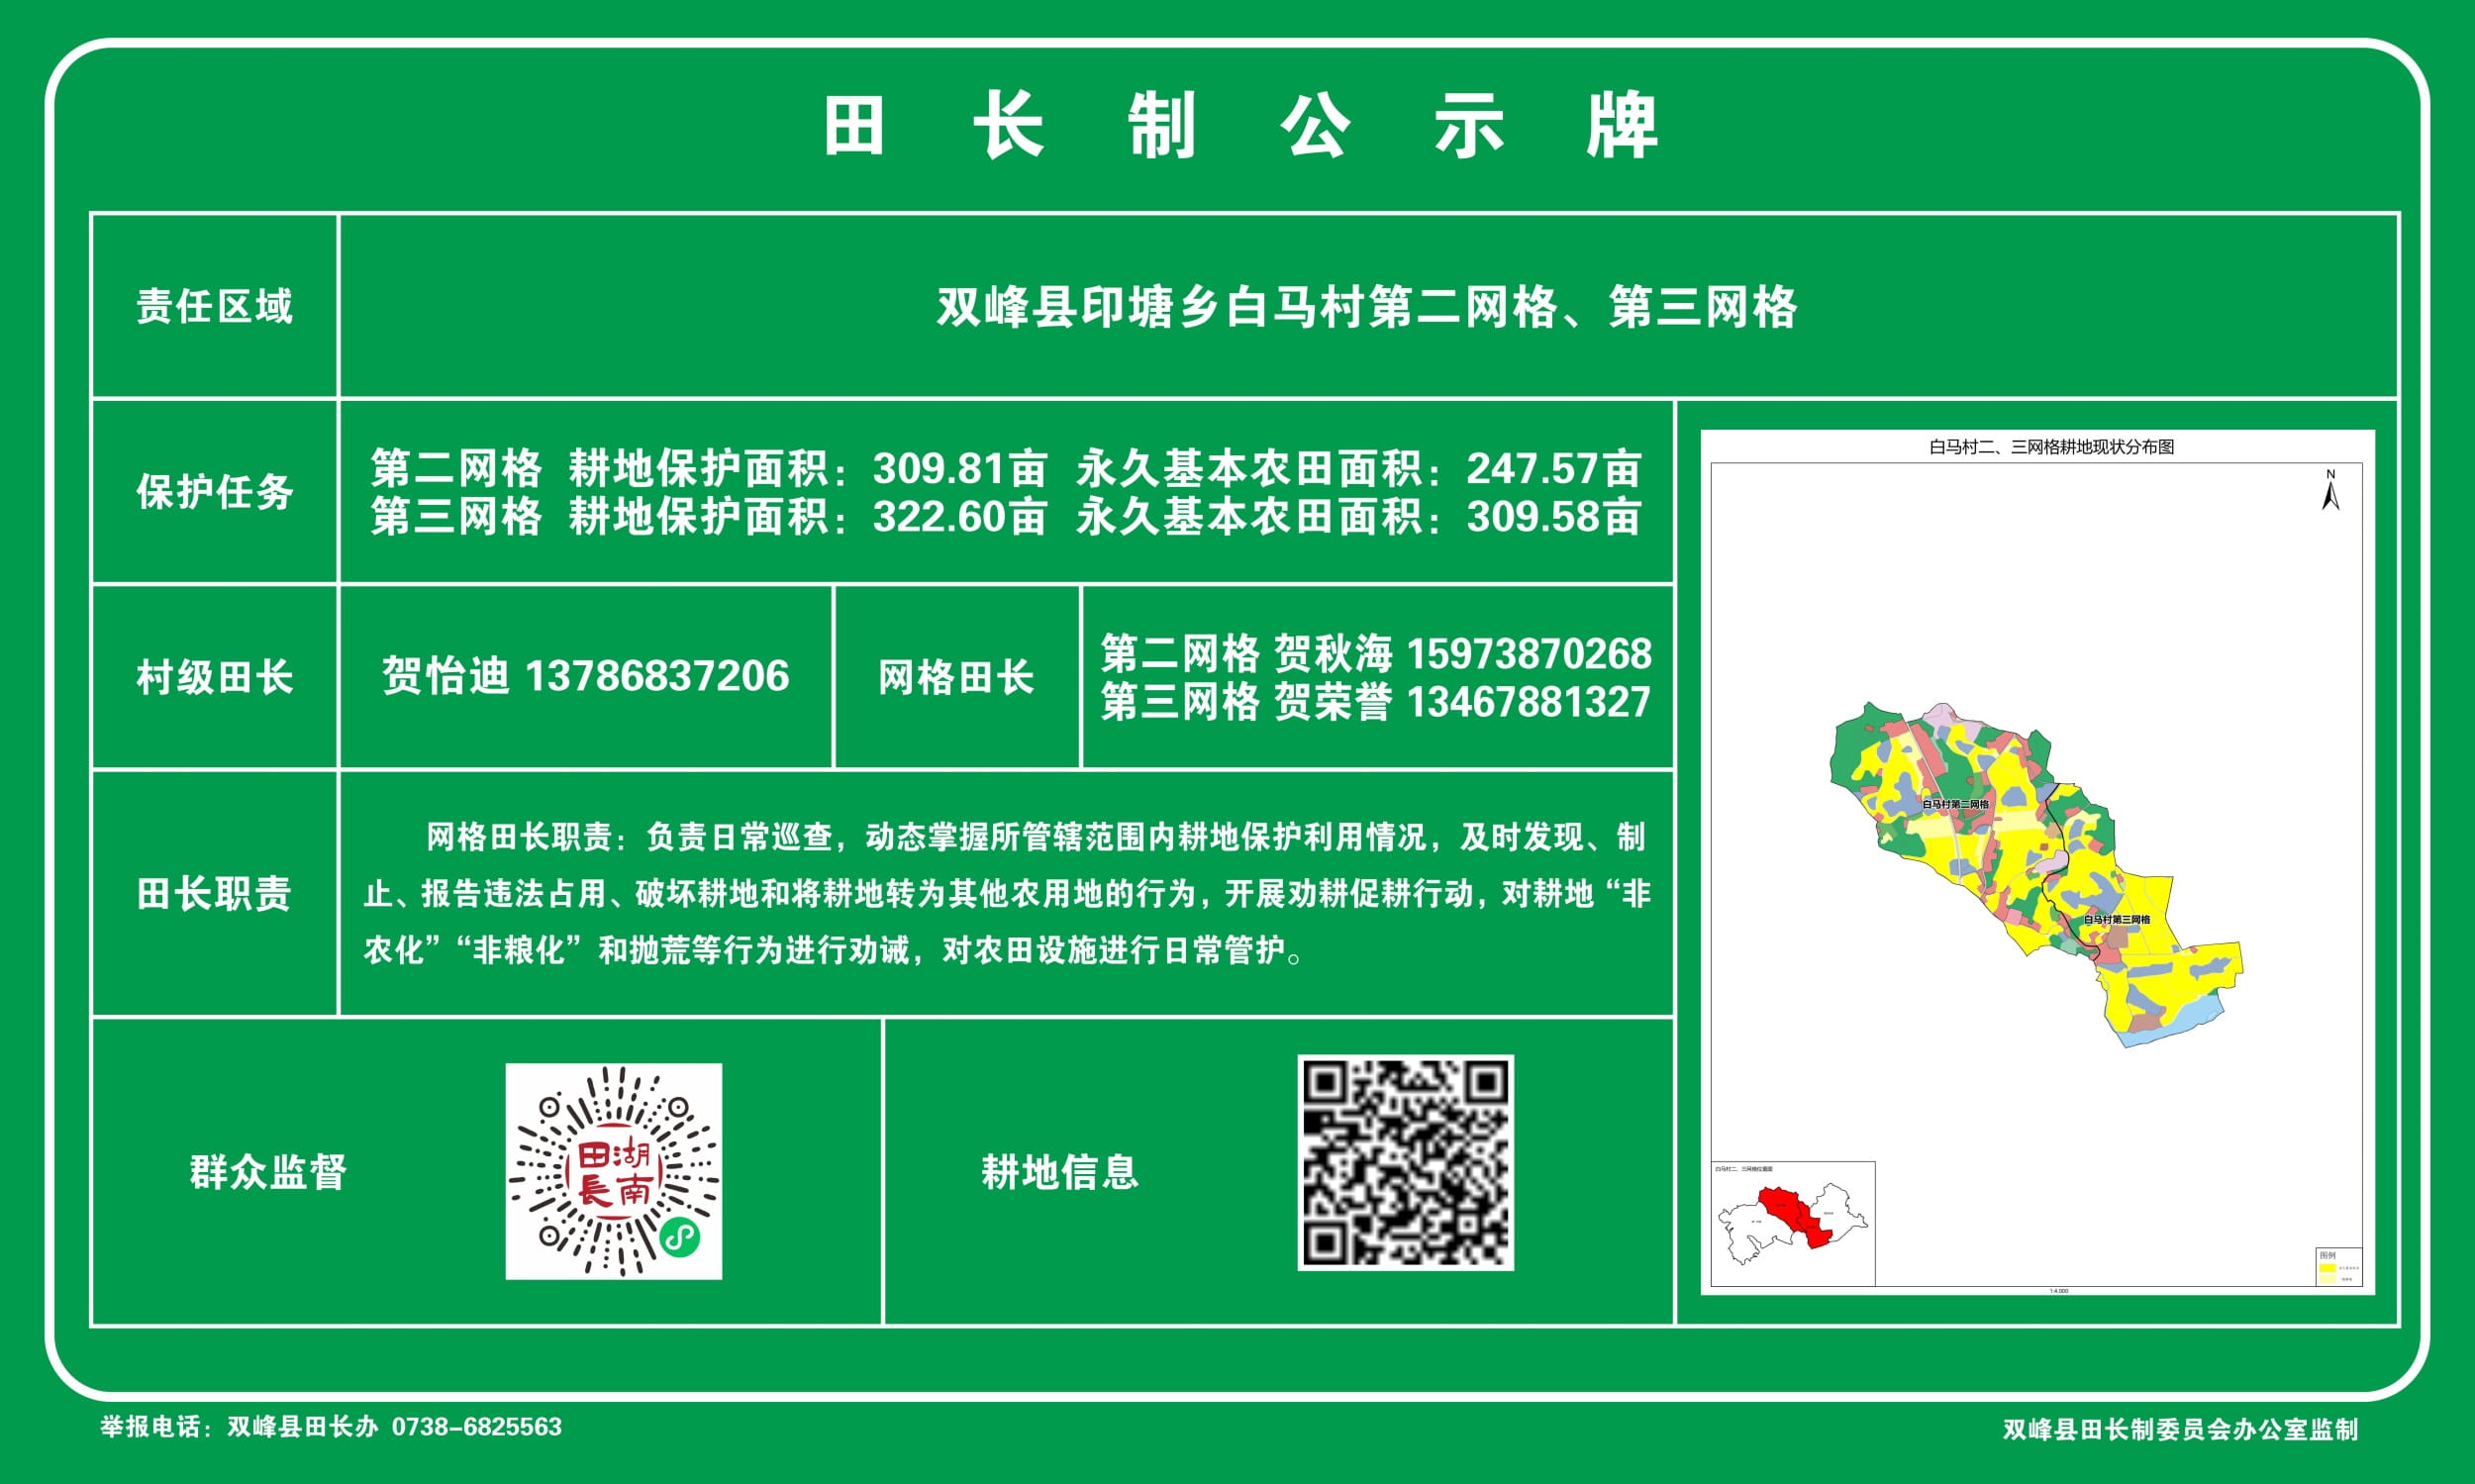 田长制公示牌
责任区域
双峰县印塘乡白马村第二网格、第三网格
保护任务
第二网格 耕地保护面积：309.81亩 永久基本农田面积：247.57亩
第三网格 耕地保护面积：322.60亩 永久基本农田面积：309.58亩
村级田长
贺怡迪 13786837206
网格田长
第二网格 贺秋海 15973870268
第三网格 贺荣誉 13467881327
田长职责
网格田长职责：负责日常巡查，动态掌握所管辖范围内耕地保护利用情况，及时发现、制
止、报告违法占用、破坏耕地和将耕地转为其他农用地的行为，开展劝耕促耕行动，对耕地“非
农化”“非粮化”和抛荒等行为进行劝诫，对农田设施进行日常管护。
群众监督
田湖
長南
耕地信息
白马村二、三网格耕地现状分布图
N
白马村第二网格
白马村第三网格
白马村二、三网格位置图
图例
1:4,000
举报电话：双峰县田长办 0738-6825563
双峰县田长制委员会办公室监制